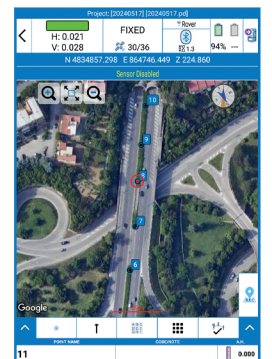 Project: [20240517] [20240517.pd]
H: 0.021
V: 0.028
FIXED
30/36
Rover
1.3
94%
---
N 4834857.298 E 864746.449 Z 224.860
Sensor Disabled
10
9
8
7
6
Google
POINT NAME
CODE/NOTE
A.H.
11
0.000